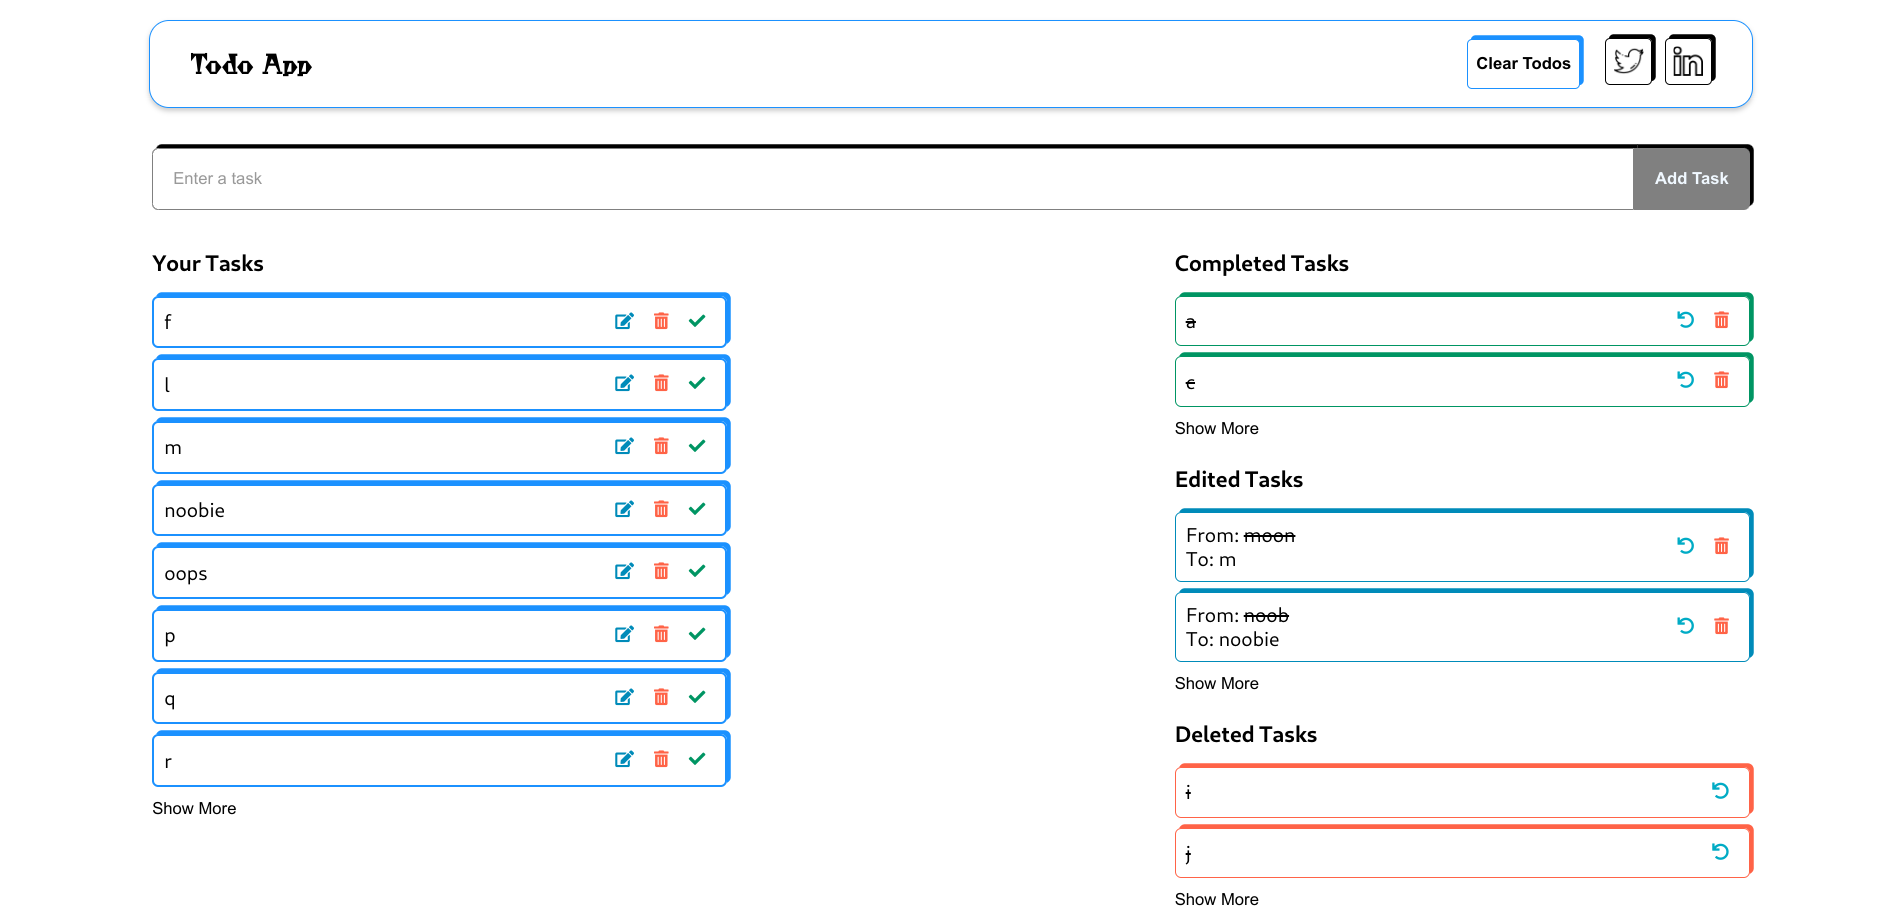 Todo App
Clear Todos
in
Enter a task
Add Task
Your Tasks
f
l
m
noobie
oops
p
q
r
Show More
Completed Tasks
a
c
Show More
Edited Tasks
From: moon
To: m
From: noob
To: noobie
Show More
Deleted Tasks
i
j
Show More